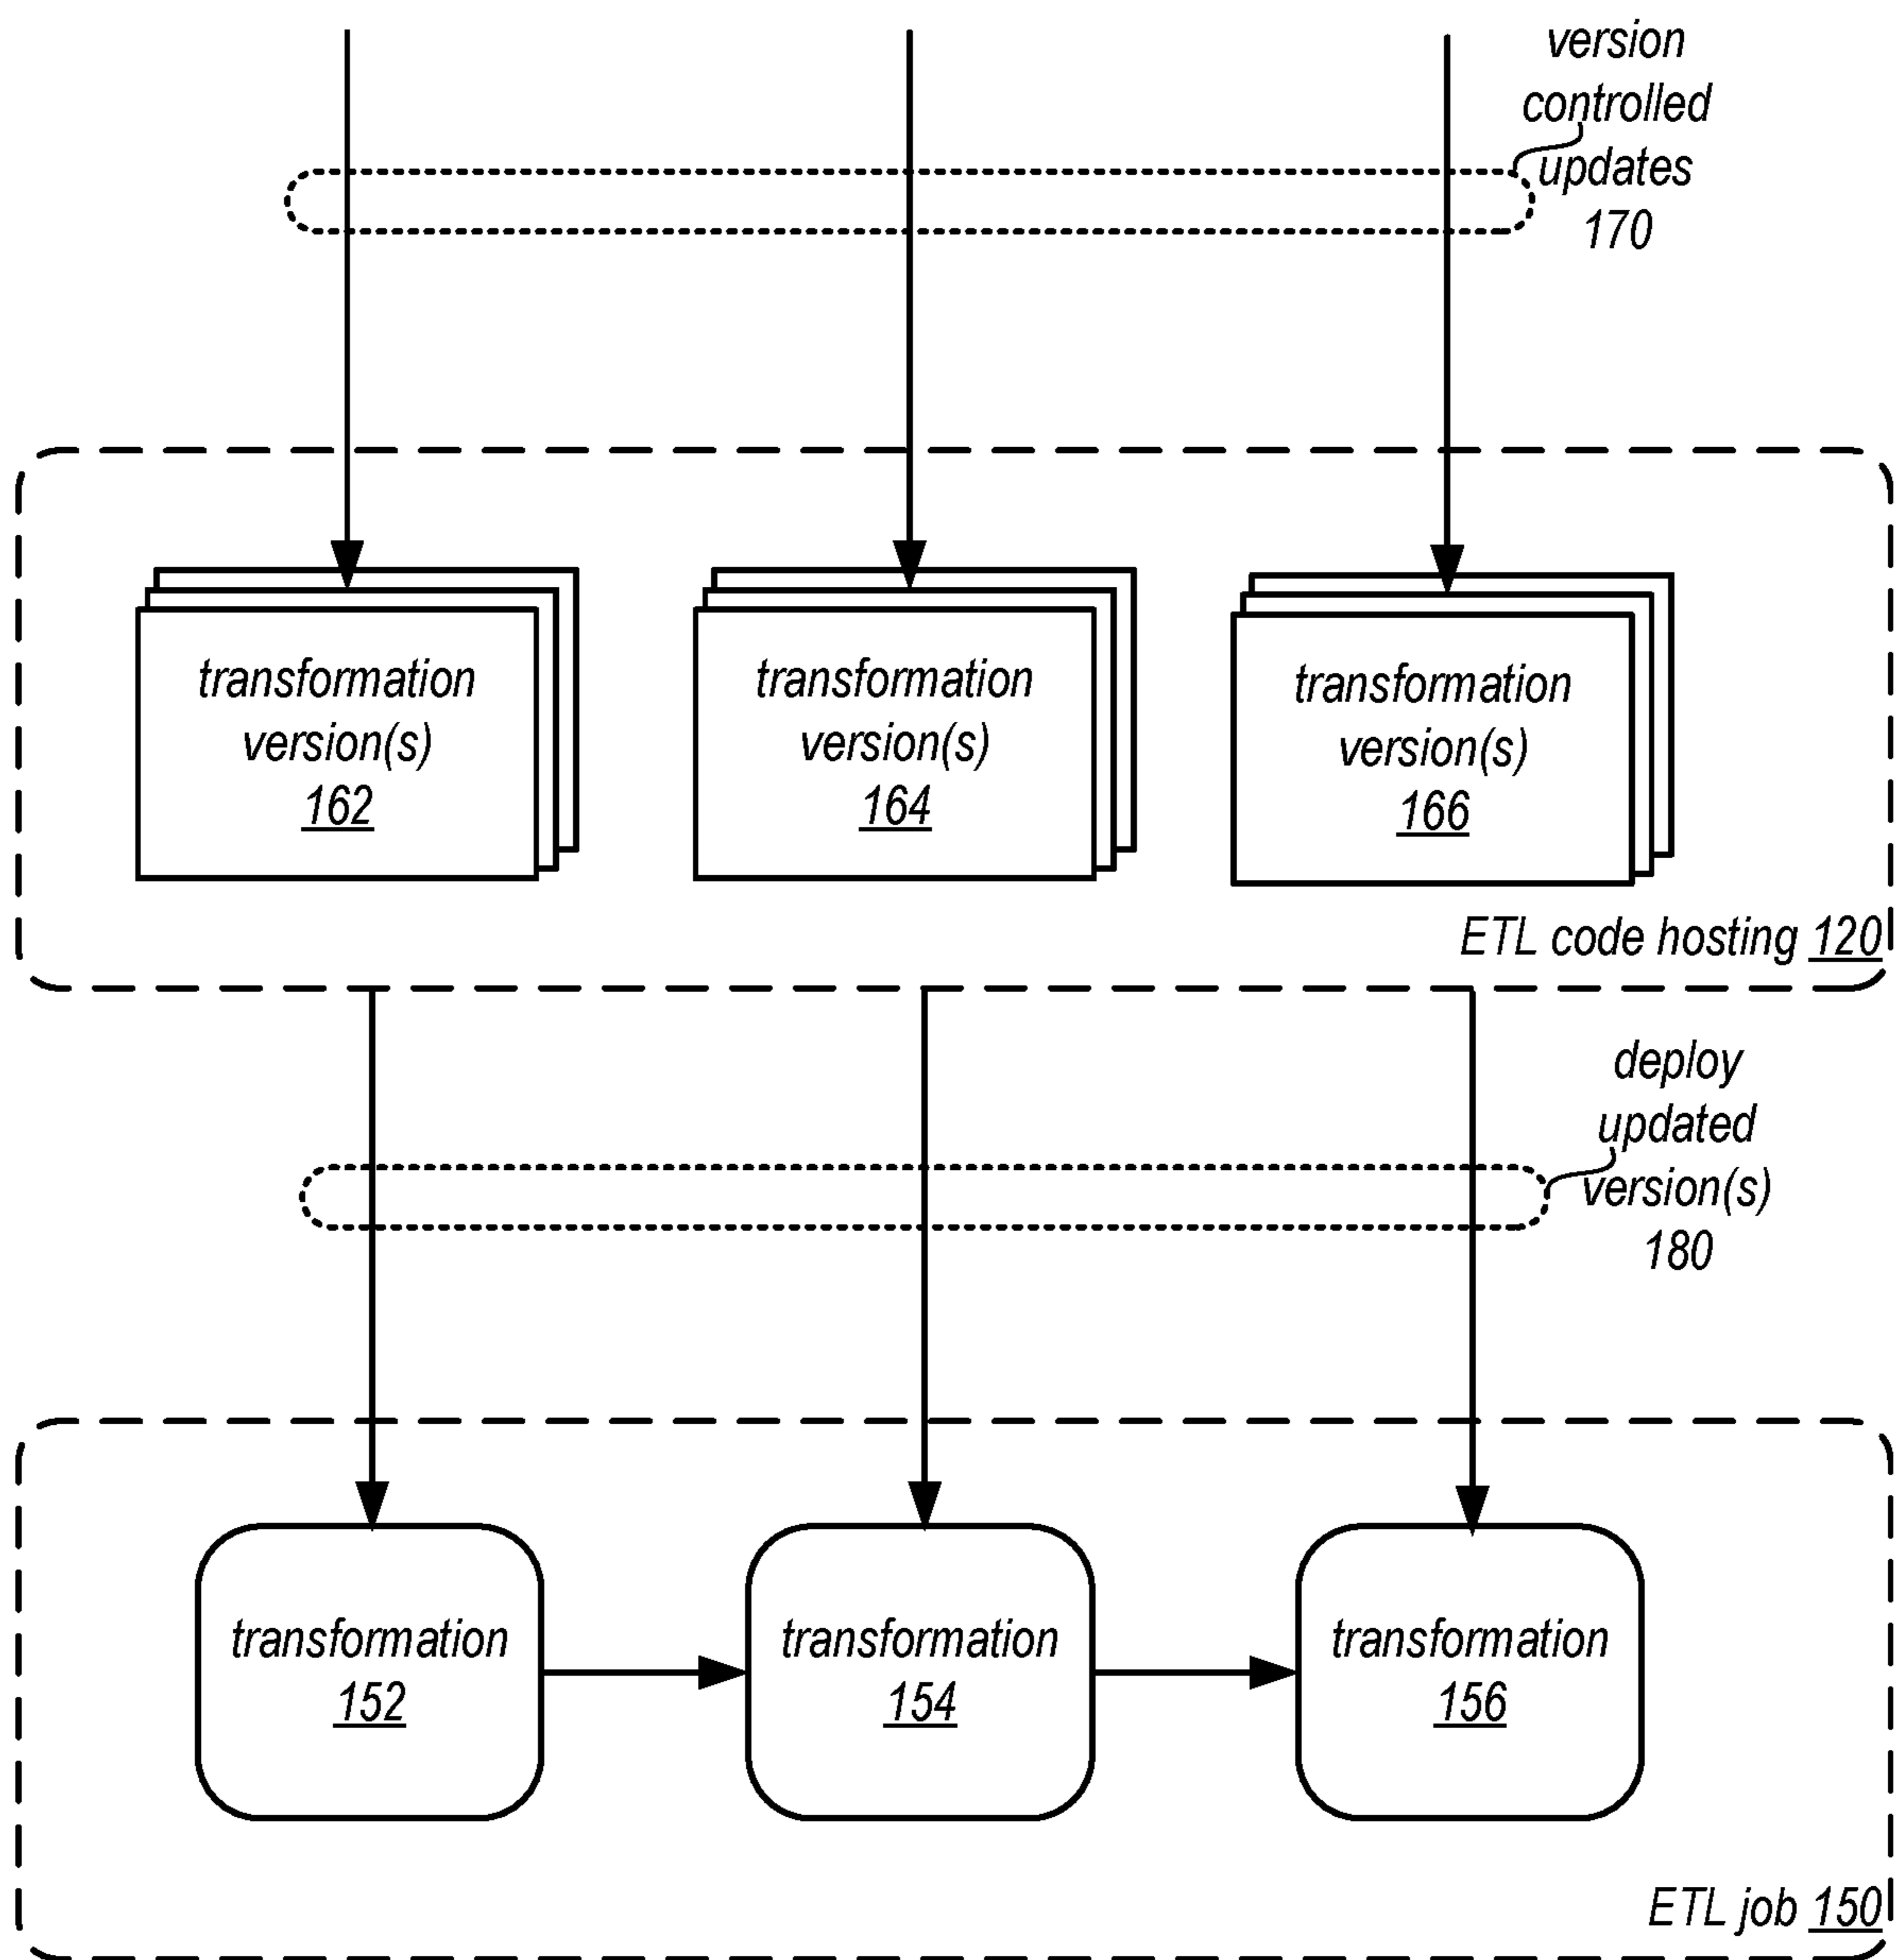 version
controlled
updates
170
transformation
version(s)
162
transformation
version(s)
164
transformation
version(s)
166
ETL code hosting 120
deploy
updated
version(s)
180
transformation
152
transformation
154
transformation
156
ETL job 150